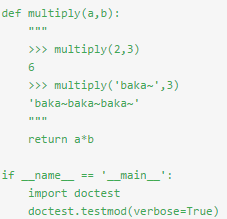 def multiply(a,b):
    """
    >>> multiply(2,3)
    6
    >>> multiply('baka~',3)
    'baka~baka~baka~'
    """
    return a*b

if __name__ == '__main__':
    import doctest
    doctest.testmod(verbose=True)